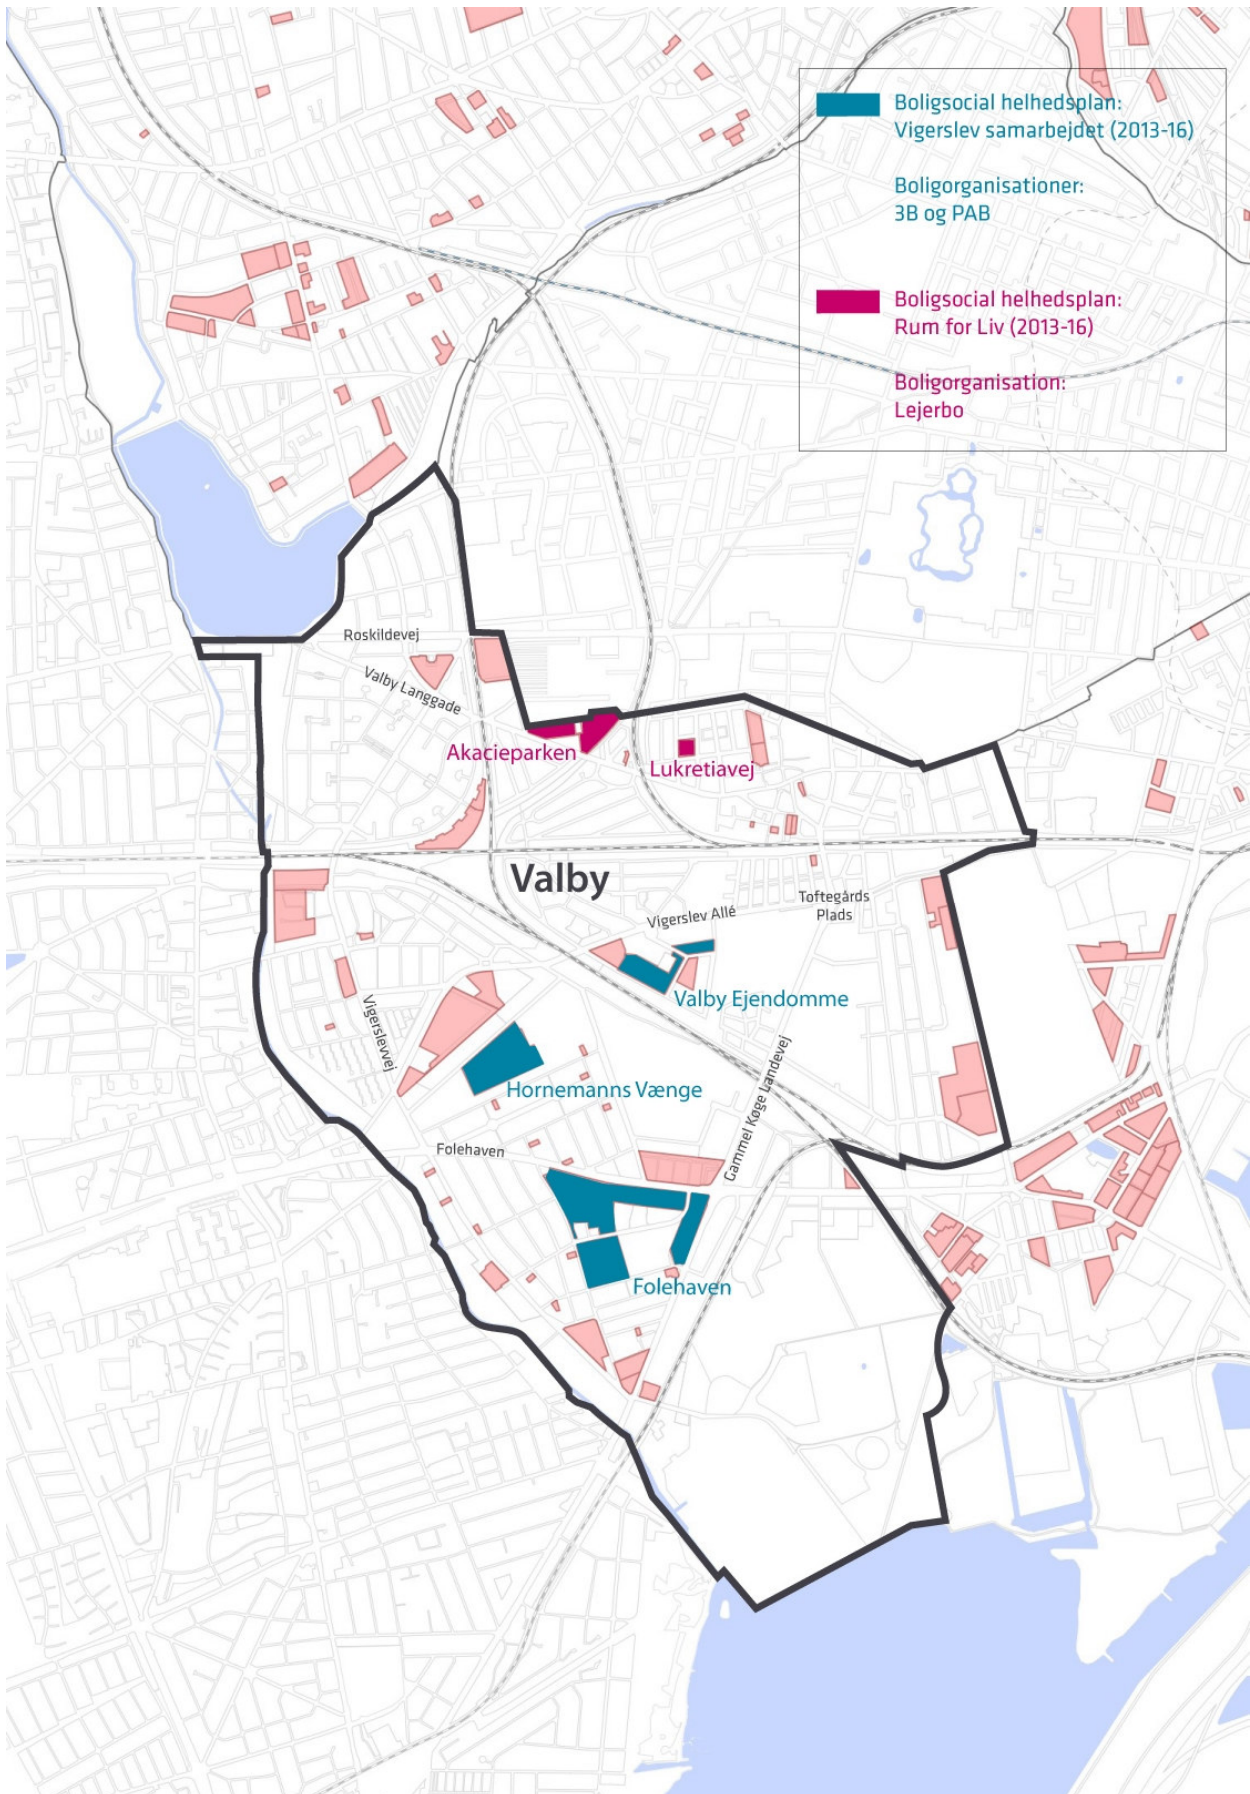 Boligsocial helhedsplan:
Vigerslev samarbejdet (2013-16)
Boligorganisationer:
3B og PAB
Boligsocial helhedsplan:
Rum for Liv (2013-16)
Boligorganisation:
Lejerbo
Roskildevej
Valby Langgade
Akacieparken
Lukretiavej
Valby
Toftegårds
Plads
Vigerslev Allé
Valby Ejendomme
Vigerslevvej
Hornemanns Vænge
Gammel Køge Landevej
Folehaven
Folehaven